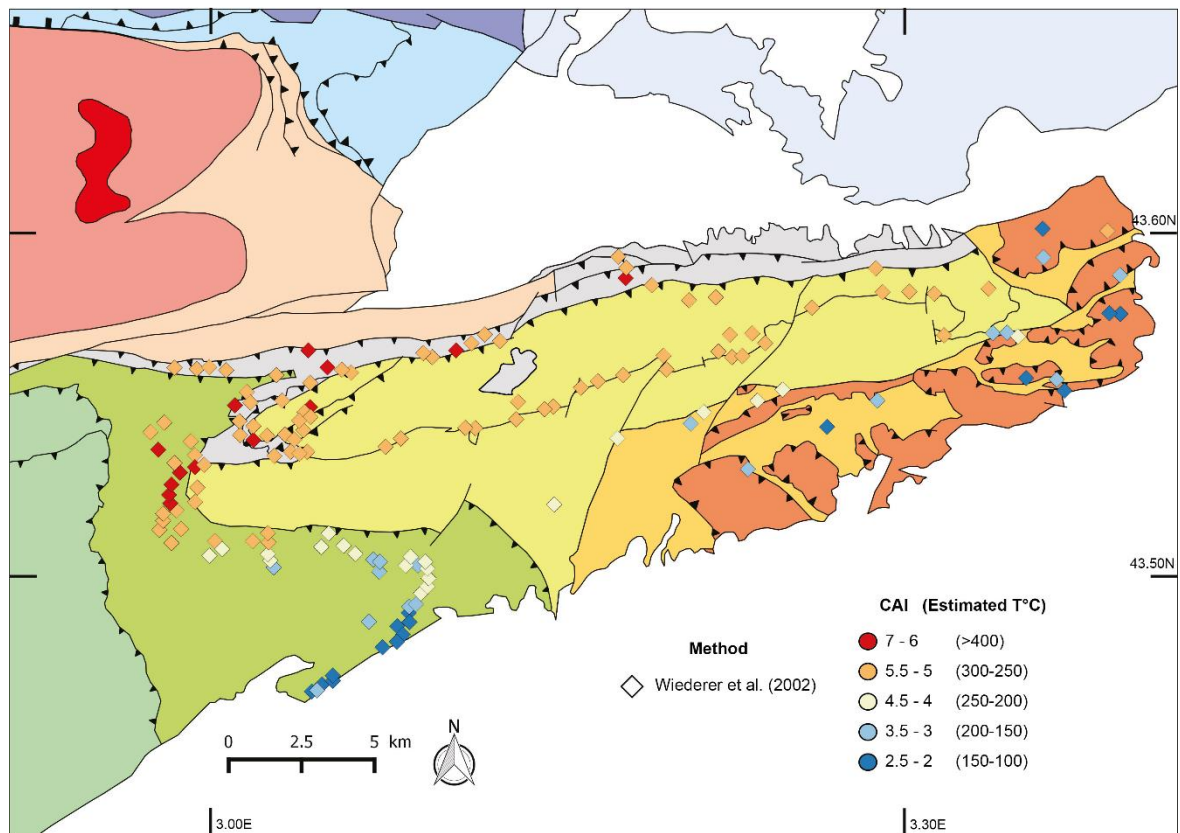 43.60N
43.50N
CAI (Estimated T°C)
7 - 6 (>400)
5.5 - 5 (300-250)
4.5 - 4 (250-200)
3.5 - 3 (200-150)
2.5 - 2 (150-100)
Method
Wiederer et al. (2002)
N
0 2.5 5 km
3.00E
3.30E